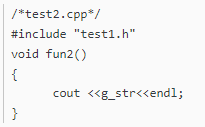 /*test2.cpp*/
#include "test1.h"
void fun2()
{
      cout <<g_str<<endl;
}